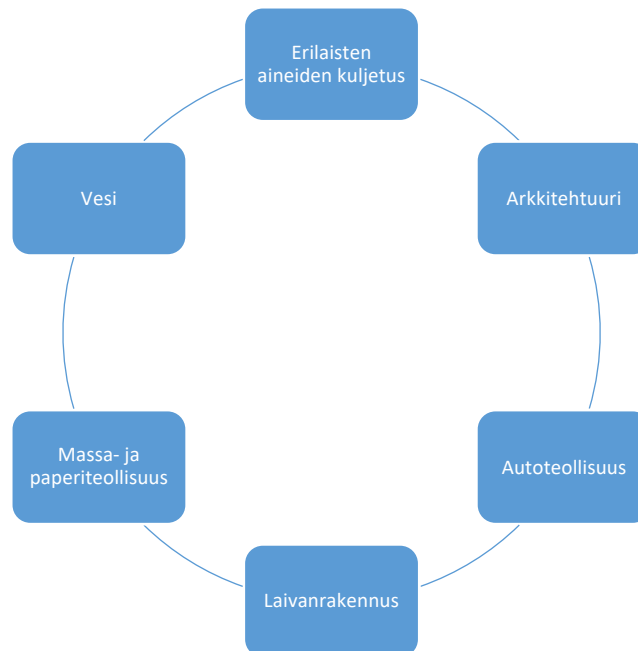 Erilaisten
aineiden kuljetus
Arkkitehtuuri
Autoteollisuus
Laivanrakennus
Massa- ja
paperiteollisuus
Vesi